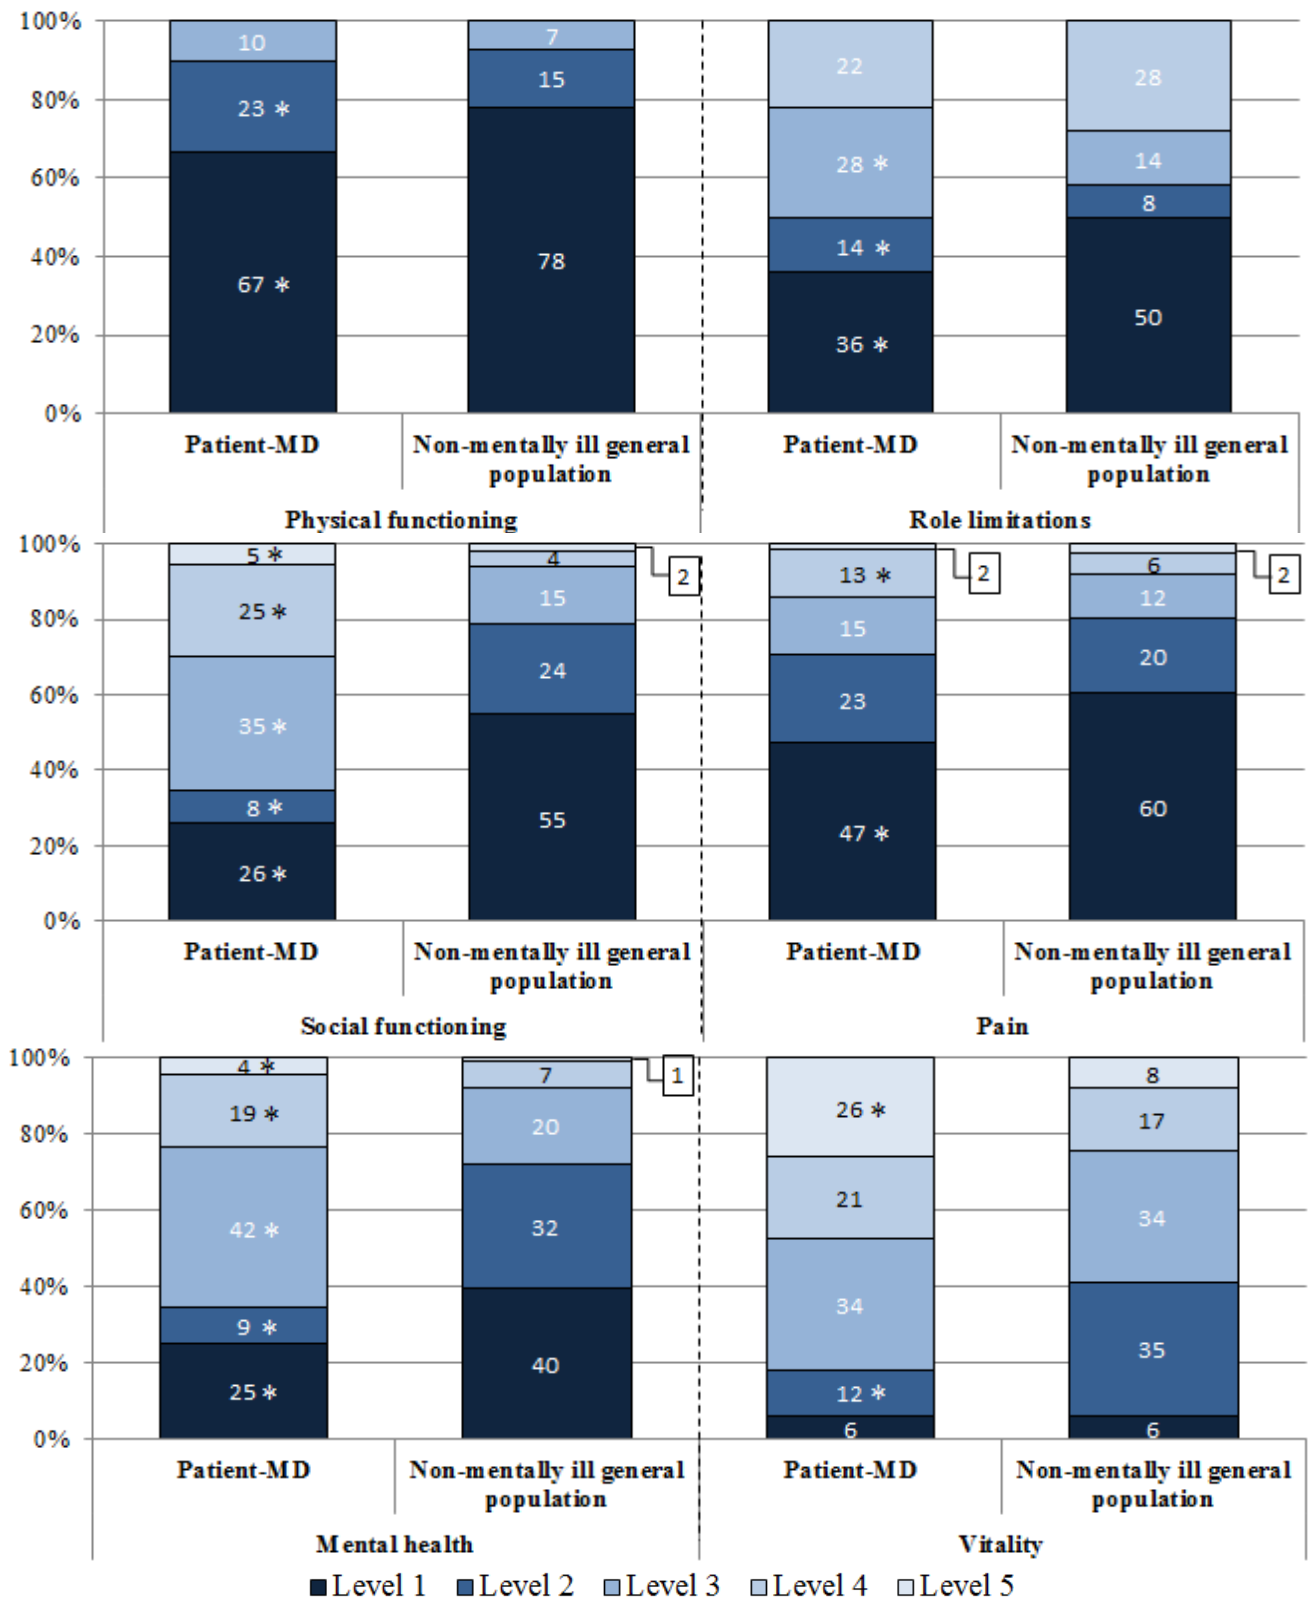 100%
80%
60%
40%
20%
0%
10
23 *
67 *
7
15
78
22
28 *
14 *
36 *
28
14
8
50
Patient-MD
Non-mentally ill general
population
Patient-MD
Non-mentally ill general
population
Physical functioning
Role limitations
100%
80%
60%
40%
20%
0%
5 *
25 *
35 *
8 *
26 *
2
4
15
24
55
2
13 *
15
23
47 *
2
6
12
20
60
Patient-MD
Non-mentally ill general
population
Patient-MD
Non-mentally ill general
population
Social functioning
Pain
100%
80%
60%
40%
20%
0%
4 *
19 *
42 *
9 *
25 *
1
7
20
32
40
26 *
21
34
12 *
6
8
17
34
35
6
Patient-MD
Non-mentally ill general
population
Patient-MD
Non-mentally ill general
population
Mental health
Vitality
Level 1 Level 2 Level 3 Level 4 Level 5